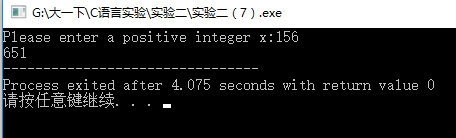 G:\大一下\C语言实验\实验二\实验二（7）.exe
Please enter a positive integer x:156
651
--------------------------------
Process exited after 4.075 seconds with return value 0
请按任意键继续. . .